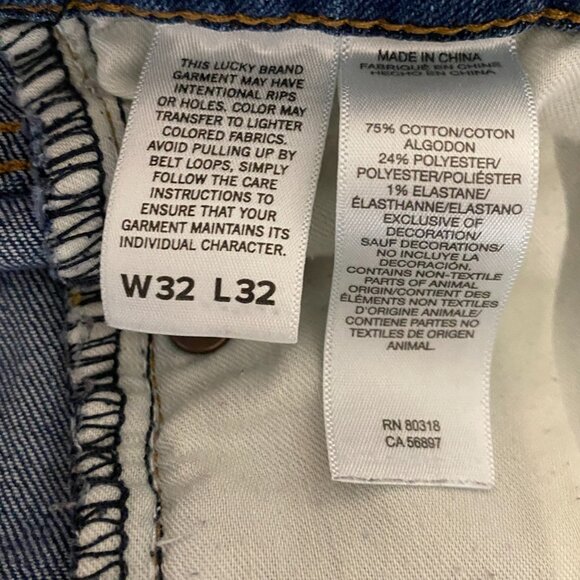 THIS LUCKY BRAND
GARMENT MAY HAVE
INTENTIONAL RIPS
OR HOLES. COLOR MAY
TRANSFER TO LIGHTER
COLORED FABRICS.
AVOID PULLING UP BY
BELT LOOPS, SIMPLY
FOLLOW THE CARE
INSTRUCTIONS TO
ENSURE THAT YOUR
GARMENT MAINTAINS ITS
INDIVIDUAL CHARACTER.
W32 L32
MADE IN CHINA
FABRIQUÉ EN CHINE
HECHO EN CHINA
75% COTTON/COTON
ALGODON
24% POLYESTER/
POLYESTER/POLIÉSTER
1% ELASTANE/
ÉLASTHANNE/ELASTANO
EXCLUSIVE OF
DECORATION/
SAUF DECORATIONS/
NO INCLUYE LA
DECORACIÓN.
CONTAINS NON-TEXTILE
PARTS OF ANIMAL
ORIGIN/CONTIENT DES
ÉLÉMENTS NON TEXTILES
D'ORIGINE ANIMALE/
CONTIENE PARTES NO
TEXTILES DE ORIGEN
ANIMAL.
RN 80318
CA 56897